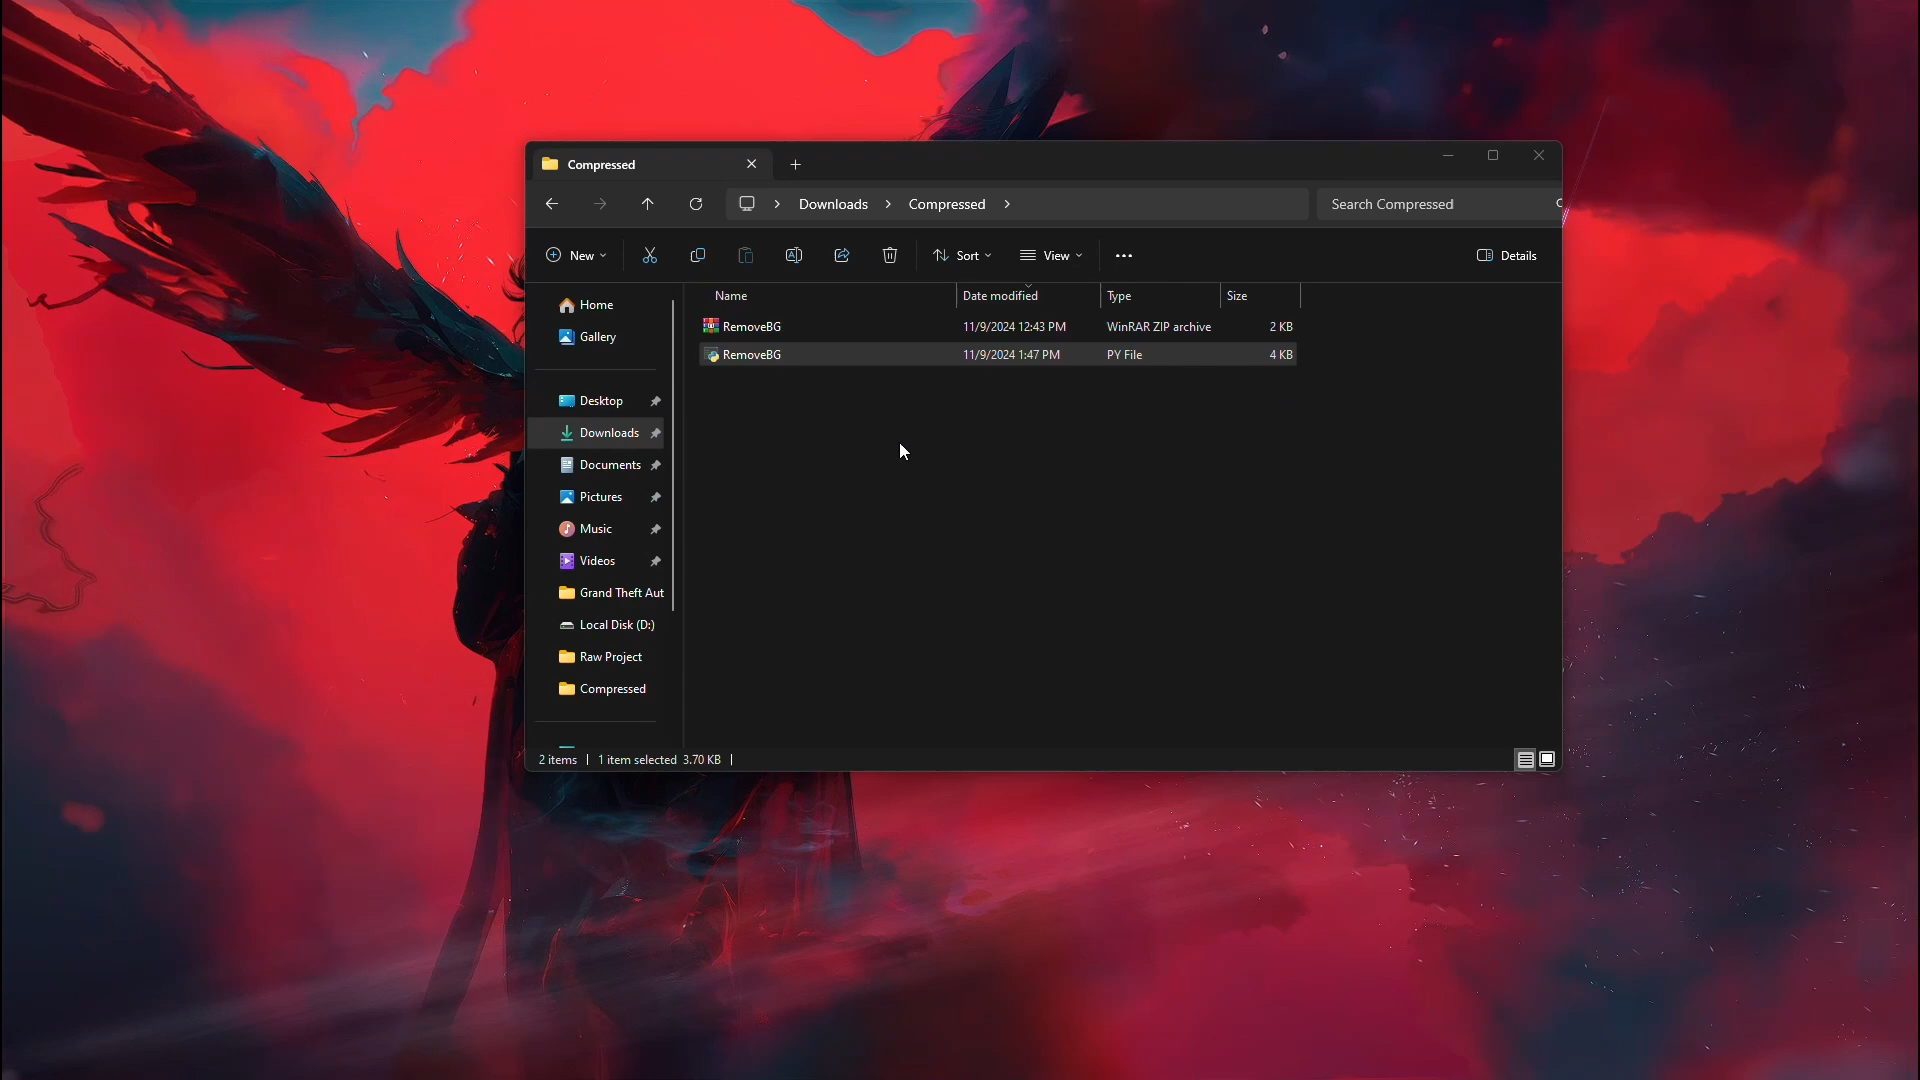 Compressed
Downloads
Compressed
Search Compressed
New
Sort
View
Details
Home
Gallery
Desktop
Downloads
Documents
Pictures
Music
Videos
Grand Theft Aut
Local Disk (D:)
Raw Project
Compressed
Name Date modified Type Size
RemoveBG 11/9/2024 12:43 PM WinRAR ZIP archive 2 KB
RemoveBG 11/9/2024 1:47 PM PY File 4 KB
2 items 1 item selected 3.70 KB